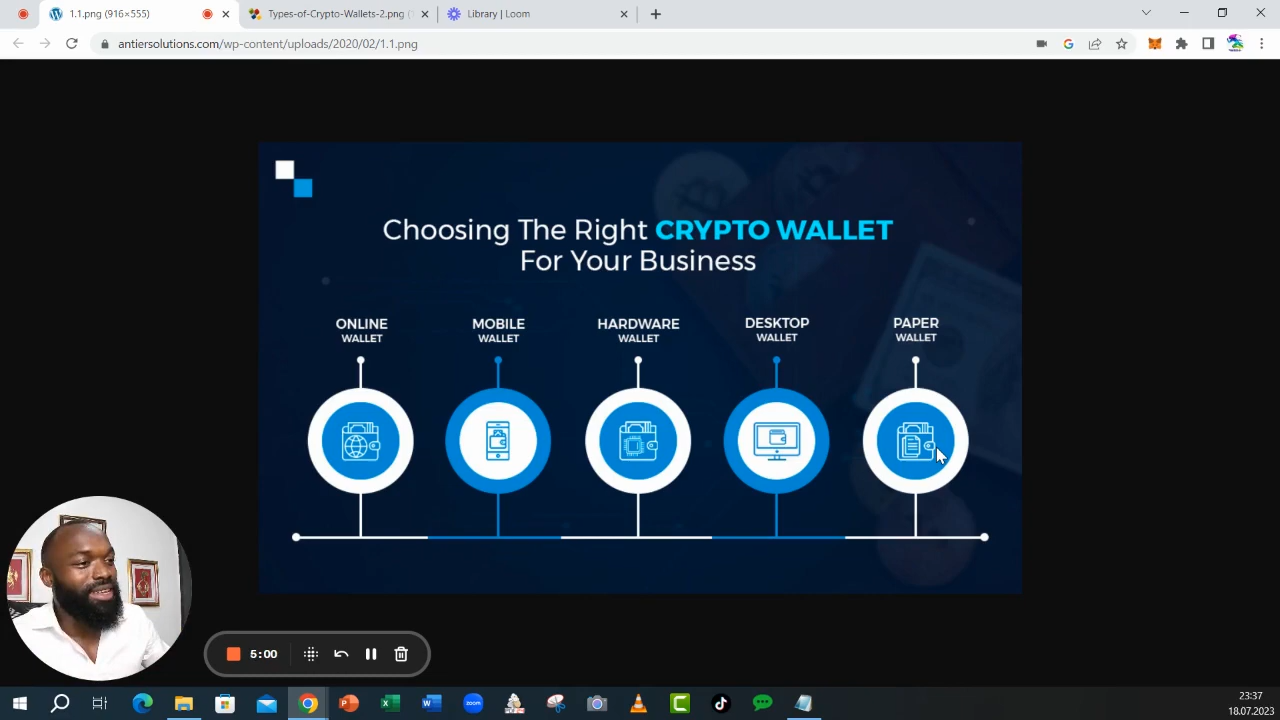 1.1.png (916×555)
Types-of-Crypto-Wallets-2.png (
Library | Loom
antiersolutions.com/wp-content/uploads/2020/02/1.1.png
Choosing The Right CRYPTO WALLET
For Your Business
ONLINE
WALLET
MOBILE
WALLET
HARDWARE
WALLET
DESKTOP
WALLET
PAPER
WALLET
5:00
zoom
23:37
18.07.2023